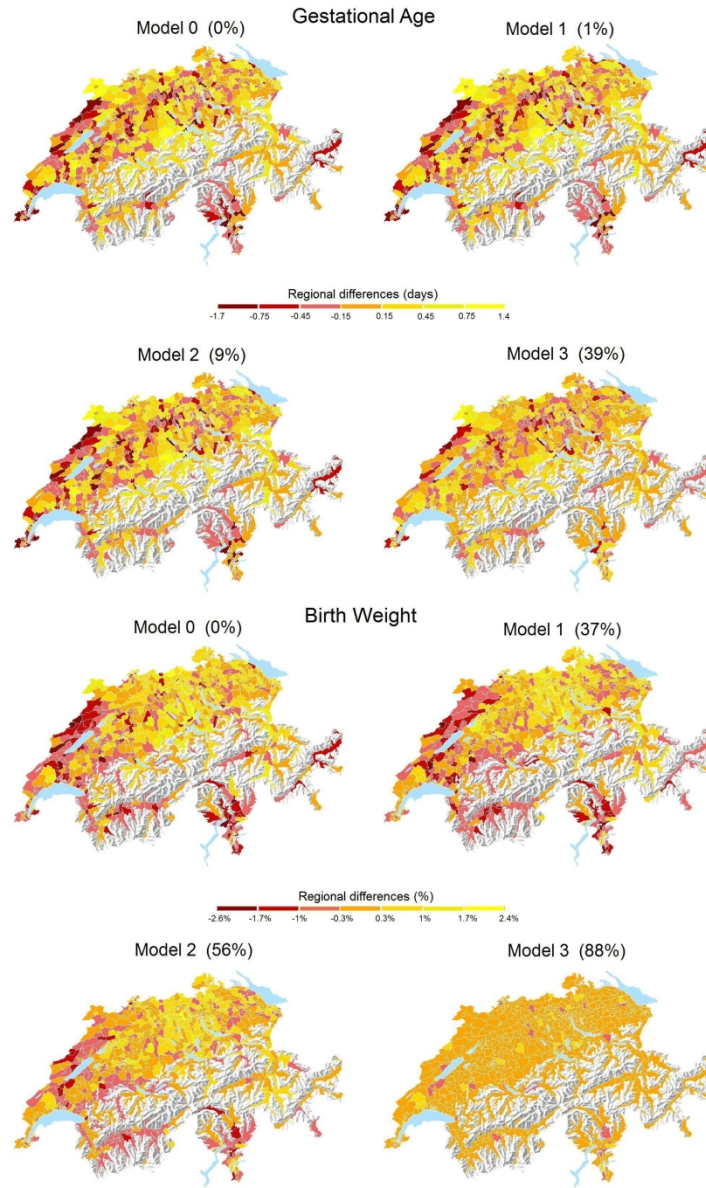 Gestational Age
Model 0 (0%)
Model 1 (1%)
Regional differences (days)
-1.7 -0.75 -0.45 -0.15 0.15 0.45 0.75 1.4
Model 2 (9%)
Model 3 (39%)
Birth Weight
Model 0 (0%)
Model 1 (37%)
Regional differences (%)
-2.6% -1.7% -1% -0.3% 0.3% 1% 1.7% 2.4%
Model 2 (56%)
Model 3 (88%)